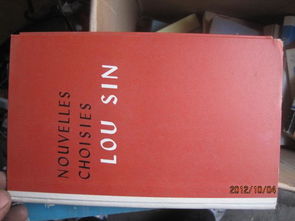 NOUVELLES
CHOISIES
LOU SIN
2012/10/04